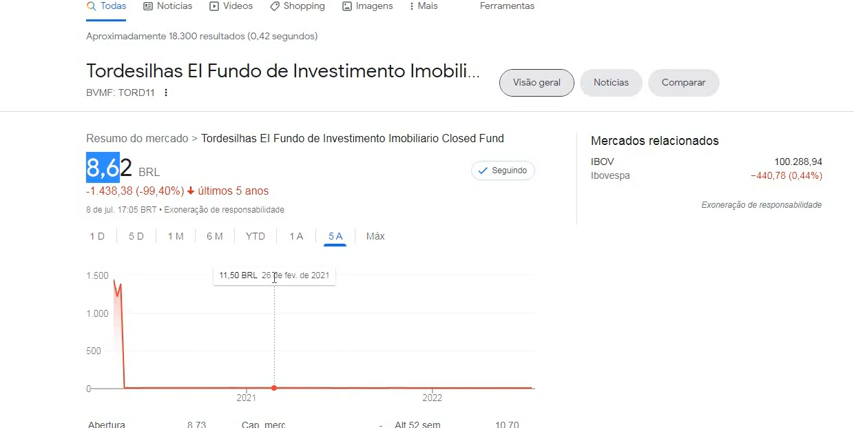 Todas Notícias Vídeos Shopping Imagens Mais Ferramentas
Aproximadamente 18.300 resultados (0,42 segundos)
Tordesilhas EI Fundo de Investimento Imobili...
BVMF: TORD11
Visão geral Notícias Comparar
Resumo do mercado > Tordesilhas EI Fundo de Investimento Imobiliario Closed Fund
8,62 BRL
Seguindo
-1.438,38 (-99,40%) últimos 5 anos
8 de jul. 17:05 BRT • Exoneração de responsabilidade
1 D 5 D 1 M 6 M YTD 1 A 5 A Máx
11,50 BRL 26 de fev. de 2021
1.500
1.000
500
0
2021 2022
Abertura 8,73 Cap. merc. - Alt 52 sem 10,70
Mercados relacionados
IBOV 100.288,94
Ibovespa −440,78 (0,44%)
Exoneração de responsabilidade